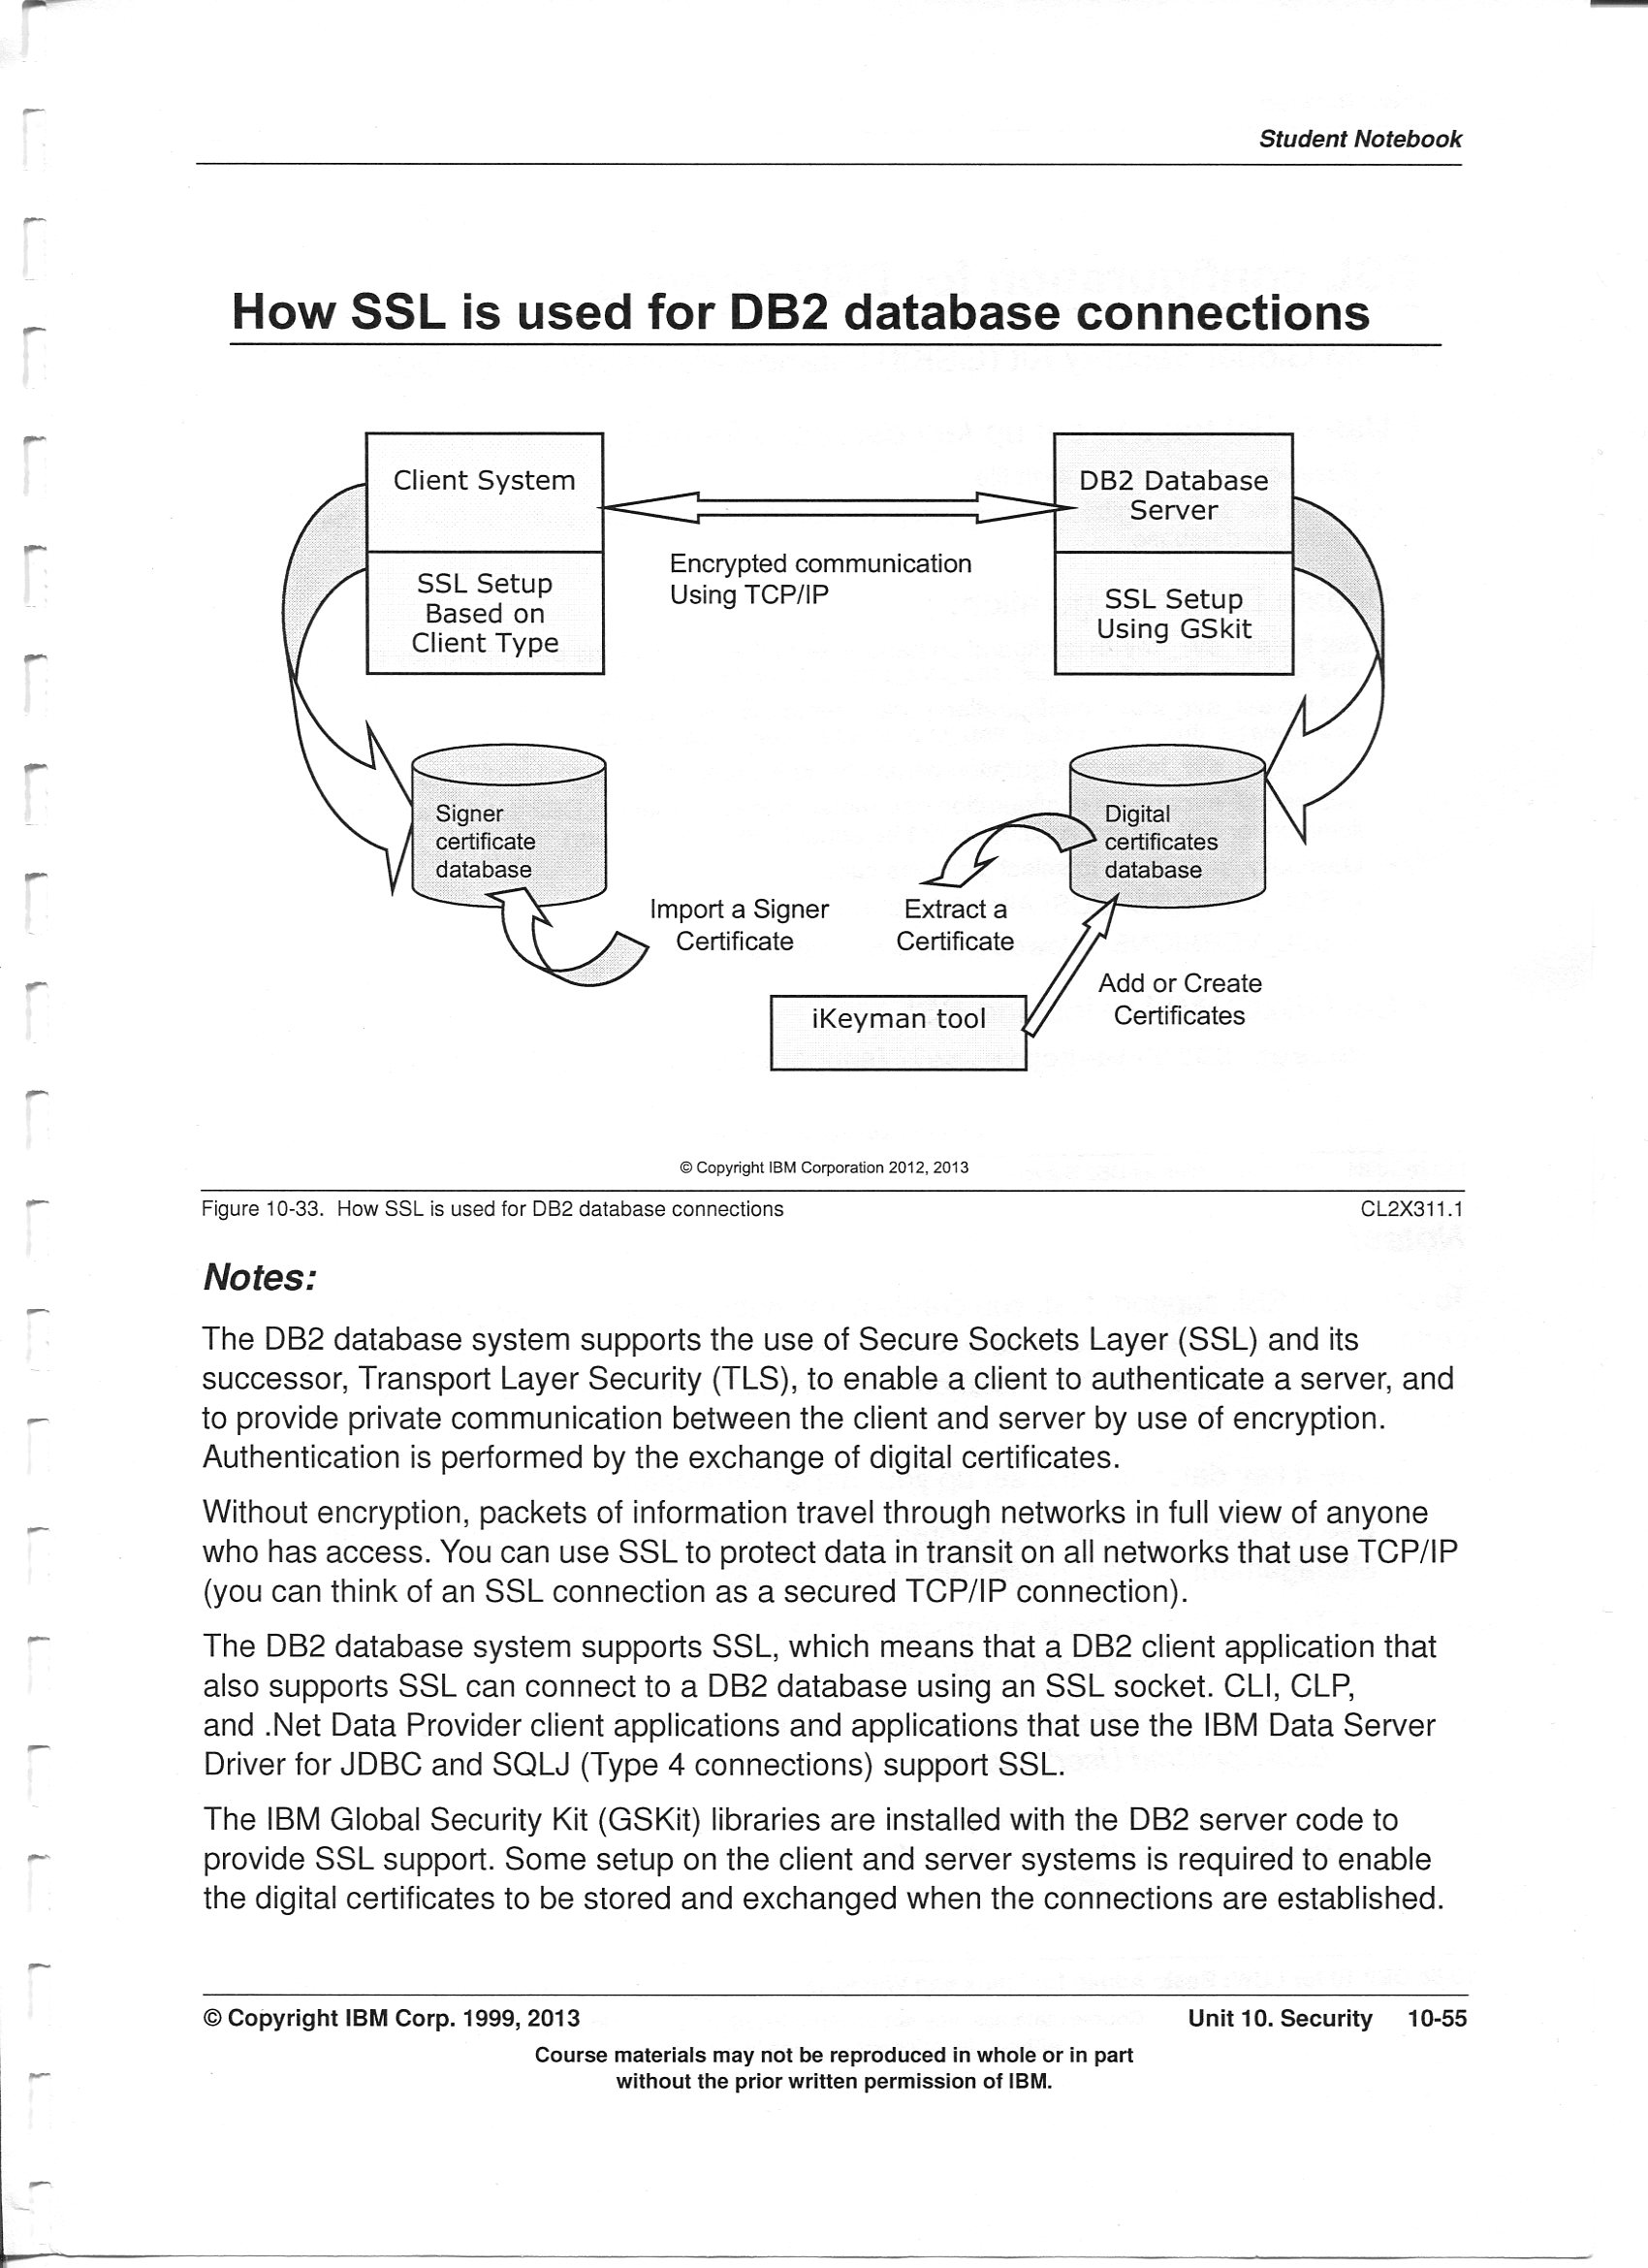 Student Notebook
How SSL is used for DB2 database connections
Client System
SSL Setup
Based on
Client Type
Encrypted communication
Using TCP/IP
DB2 Database
Server
SSL Setup
Using GSkit
Signer
certificate
database
Digital
certificates
database
Import a Signer
Certificate
Extract a
Certificate
Add or Create
Certificates
iKeyman tool
© Copyright IBM Corporation 2012, 2013
Figure 10-33. How SSL is used for DB2 database connections CL2X311.1
Notes:
The DB2 database system supports the use of Secure Sockets Layer (SSL) and its
successor, Transport Layer Security (TLS), to enable a client to authenticate a server, and
to provide private communication between the client and server by use of encryption.
Authentication is performed by the exchange of digital certificates.
Without encryption, packets of information travel through networks in full view of anyone
who has access. You can use SSL to protect data in transit on all networks that use TCP/IP
(you can think of an SSL connection as a secured TCP/IP connection).
The DB2 database system supports SSL, which means that a DB2 client application that
also supports SSL can connect to a DB2 database using an SSL socket. CLI, CLP,
and .Net Data Provider client applications and applications that use the IBM Data Server
Driver for JDBC and SQLJ (Type 4 connections) support SSL.
The IBM Global Security Kit (GSKit) libraries are installed with the DB2 server code to
provide SSL support. Some setup on the client and server systems is required to enable
the digital certificates to be stored and exchanged when the connections are established.
© Copyright IBM Corp. 1999, 2013 Unit 10. Security 10-55
Course materials may not be reproduced in whole or in part
without the prior written permission of IBM.